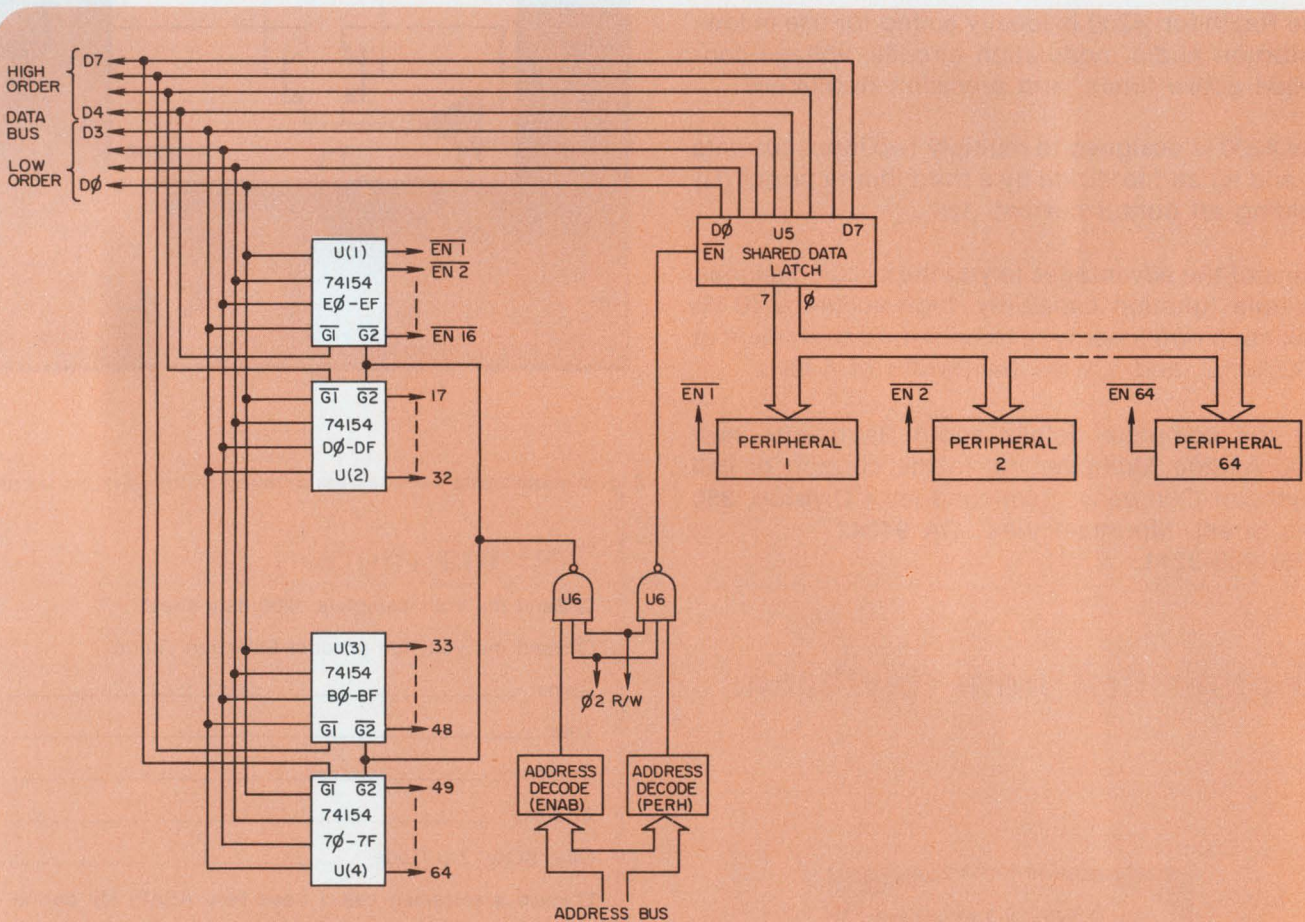 HIGH ORDER
DATA BUS
LOW ORDER
D7
D4
D3
DØ
U(1)
74154
EØ-EF
G1 G2
EN 1
EN 2
EN 16
G1 G2
74154
DØ-DF
U(2)
17
32
U(3)
74154
BØ-BF
G1 G2
33
48
G1 G2
74154
7Ø-7F
U(4)
49
64
DØ U5 D7
EN SHARED DATA
LATCH
7 Ø
EN 1
EN 2
EN 64
PERIPHERAL
1
PERIPHERAL
2
PERIPHERAL
64
U6
U6
Ø2 R/W
ADDRESS
DECODE
(ENAB)
ADDRESS
DECODE
(PERH)
ADDRESS BUS